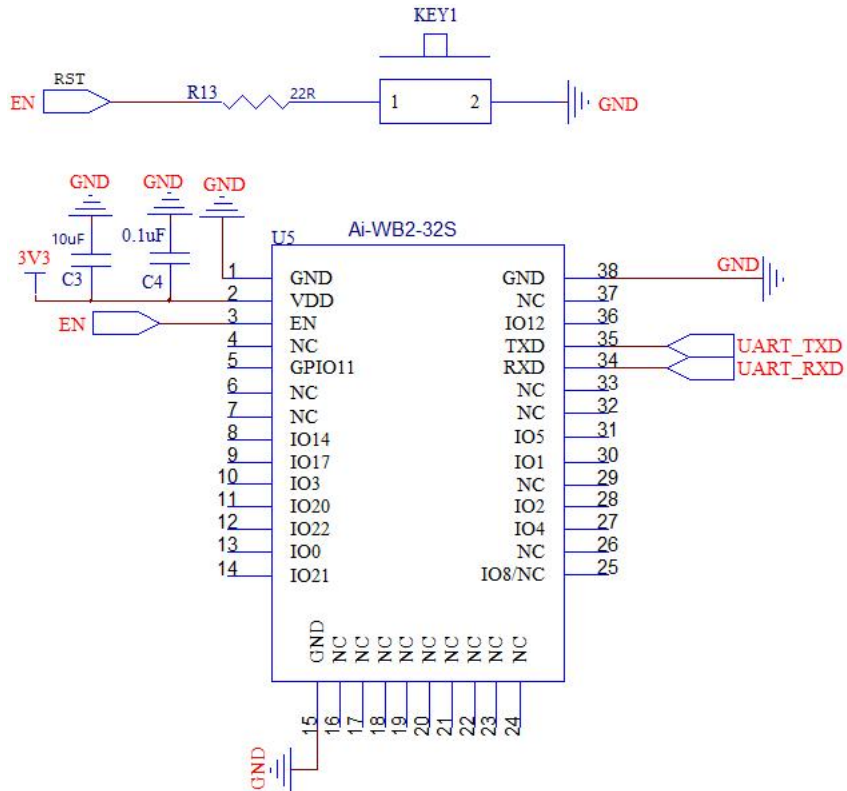 KEY1
RST
EN
R13
22R
1
2
GND
GND
GND
GND
10uF
0.1uF
3V3
C3
C4
U5
Ai-WB2-32S
1 GND
2 VDD
EN
3 EN
4 NC
5 GPIO11
6 NC
7 NC
8 IO14
9 IO17
10 IO3
11 IO20
12 IO22
13 IO0
14 IO21
GND 38
GND
NC 37
IO12 36
TXD 35
UART_TXD
RXD 34
UART_RXD
NC 33
NC 32
IO5 31
IO1 30
NC 29
IO2 28
IO4 27
NC 26
IO8/NC 25
GND 15
NC 16
NC 17
NC 18
NC 19
NC 20
NC 21
NC 22
NC 23
NC 24
GND